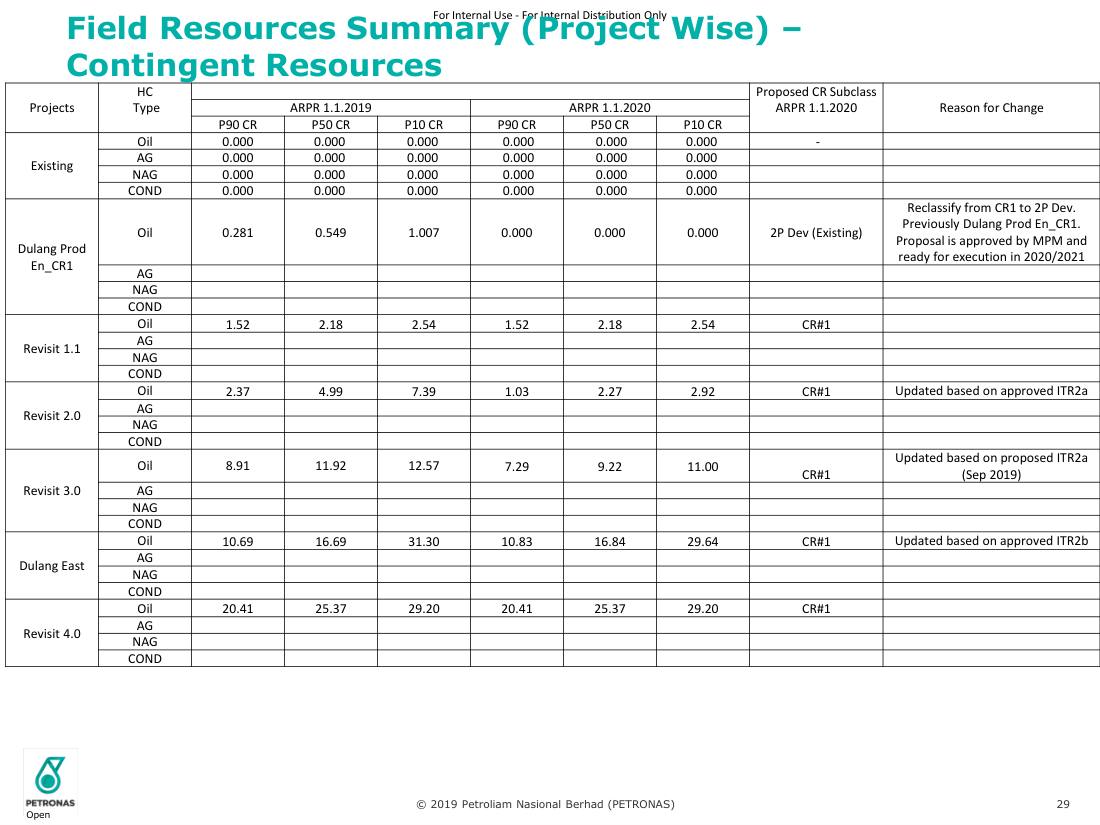 For Internal Use - For Internal Distribution Only
Field Resources Summary (Project Wise) –
Contingent Resources
Projects HC Type Proposed CR Subclass ARPR 1.1.2020 Reason for Change
ARPR 1.1.2019 ARPR 1.1.2020
P90 CR P50 CR P10 CR P90 CR P50 CR P10 CR
Existing
Oil 0.000 0.000 0.000 0.000 0.000 0.000 -
AG 0.000 0.000 0.000 0.000 0.000 0.000
NAG 0.000 0.000 0.000 0.000 0.000 0.000
COND 0.000 0.000 0.000 0.000 0.000 0.000
Dulang Prod
En_CR1
Oil 0.281 0.549 1.007 0.000 0.000 0.000 2P Dev (Existing)
Reclassify from CR1 to 2P Dev.
Previously Dulang Prod En_CR1.
Proposal is approved by MPM and
ready for execution in 2020/2021
AG
NAG
COND
Revisit 1.1
Oil 1.52 2.18 2.54 1.52 2.18 2.54 CR#1
AG
NAG
COND
Revisit 2.0
Oil 2.37 4.99 7.39 1.03 2.27 2.92 CR#1 Updated based on approved ITR2a
AG
NAG
COND
Revisit 3.0
Oil 8.91 11.92 12.57 7.29 9.22 11.00 CR#1
Updated based on proposed ITR2a
(Sep 2019)
AG
NAG
COND
Dulang East
Oil 10.69 16.69 31.30 10.83 16.84 29.64 CR#1 Updated based on approved ITR2b
AG
NAG
COND
Revisit 4.0
Oil 20.41 25.37 29.20 20.41 25.37 29.20 CR#1
AG
NAG
COND
PETRONAS
Open
© 2019 Petroliam Nasional Berhad (PETRONAS)
29